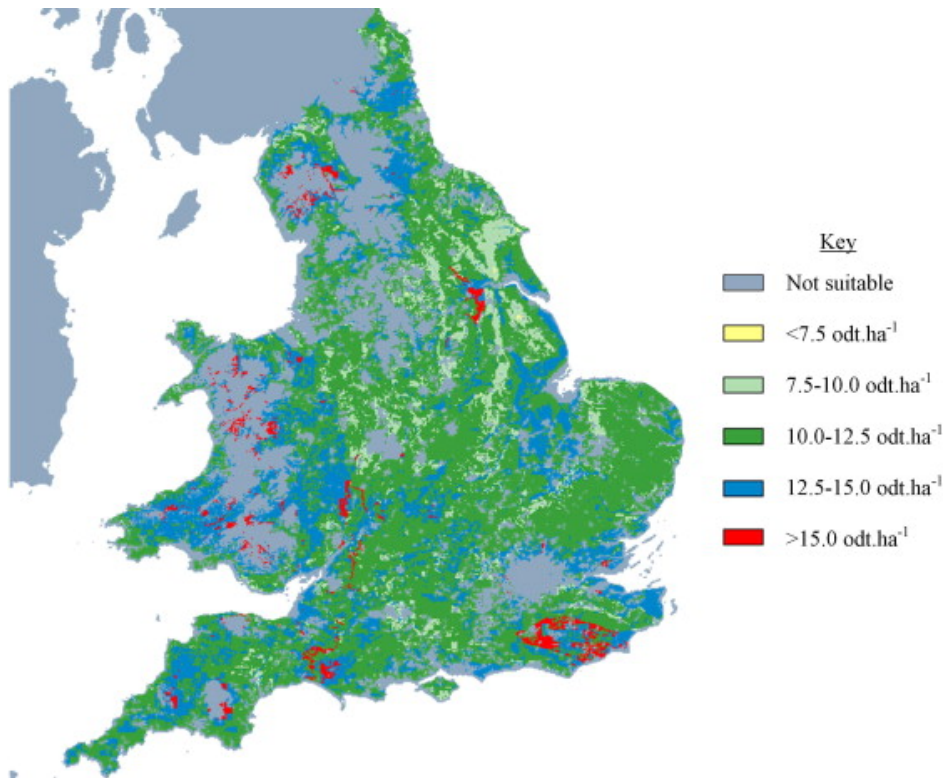 Key
Not suitable
<7.5 odt.ha⁻¹
7.5-10.0 odt.ha⁻¹
10.0-12.5 odt.ha⁻¹
12.5-15.0 odt.ha⁻¹
>15.0 odt.ha⁻¹